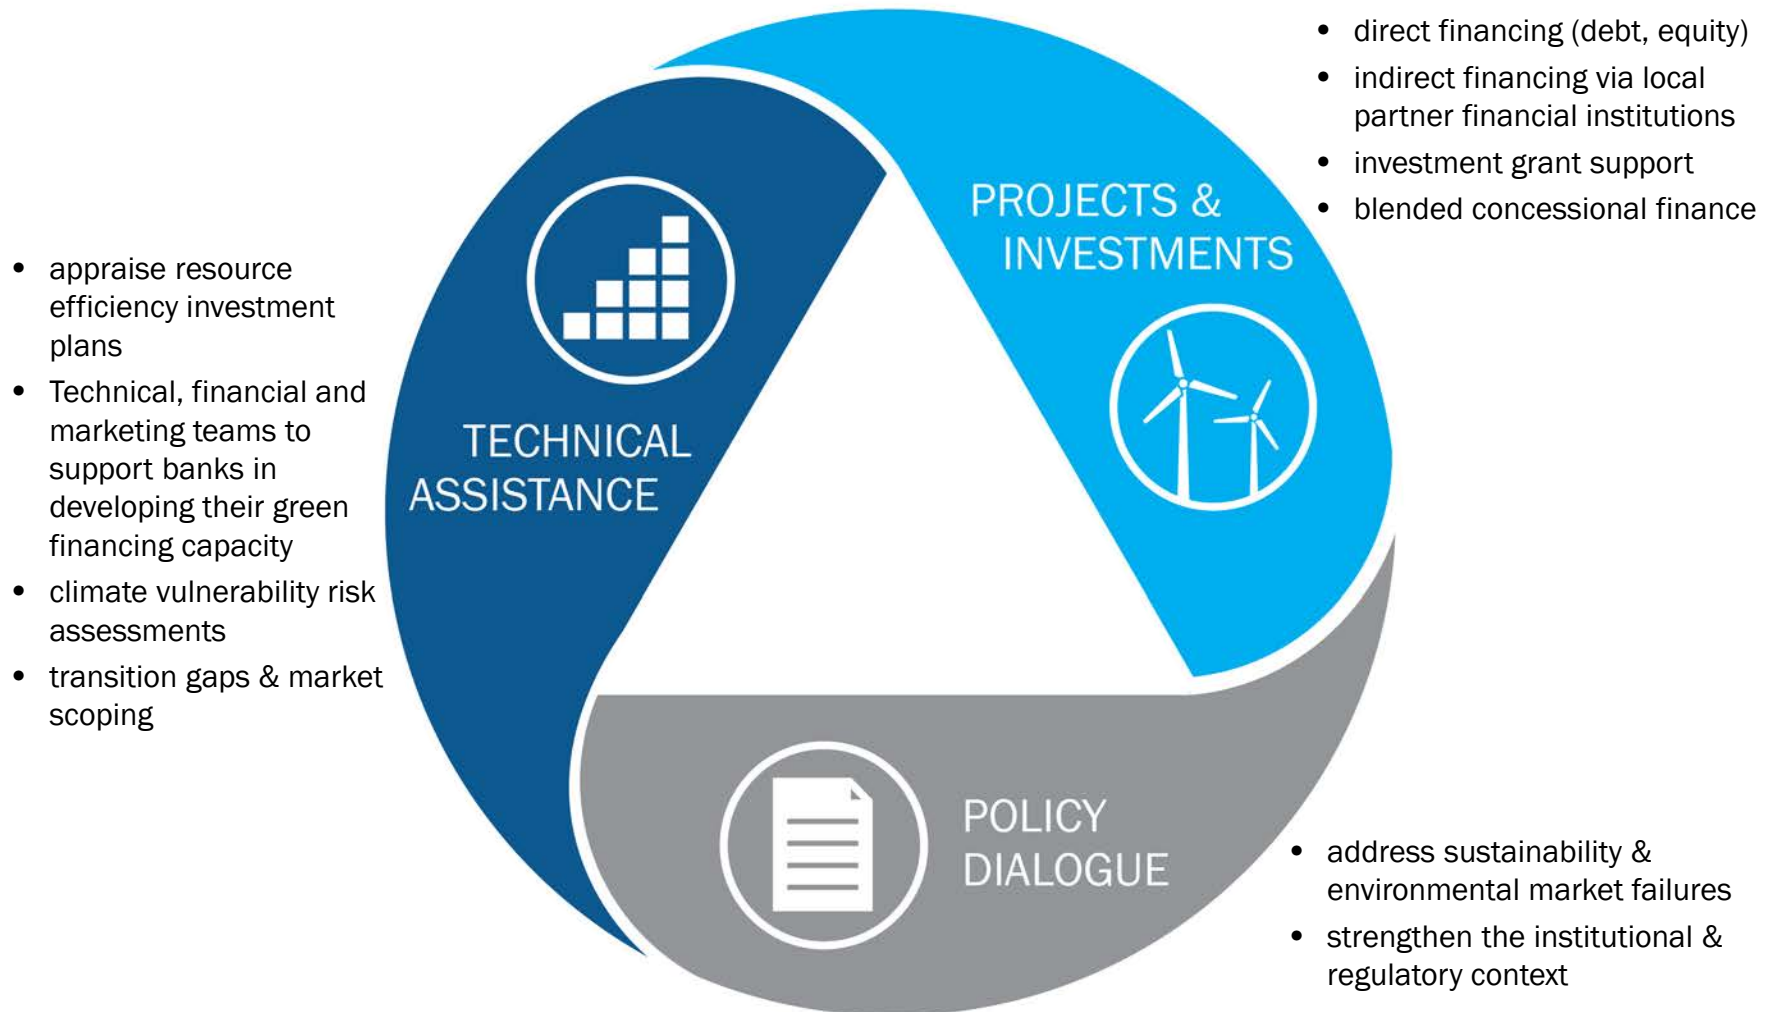 • direct financing (debt, equity)
• indirect financing via local
partner financial institutions
• investment grant support
• blended concessional finance
PROJECTS &
INVESTMENTS
• appraise resource
efficiency investment
plans
• Technical, financial and
marketing teams to
support banks in
developing their green
financing capacity
• climate vulnerability risk
assessments
• transition gaps & market
scoping
TECHNICAL
ASSISTANCE
POLICY
DIALOGUE
• address sustainability &
environmental market failures
• strengthen the institutional &
regulatory context